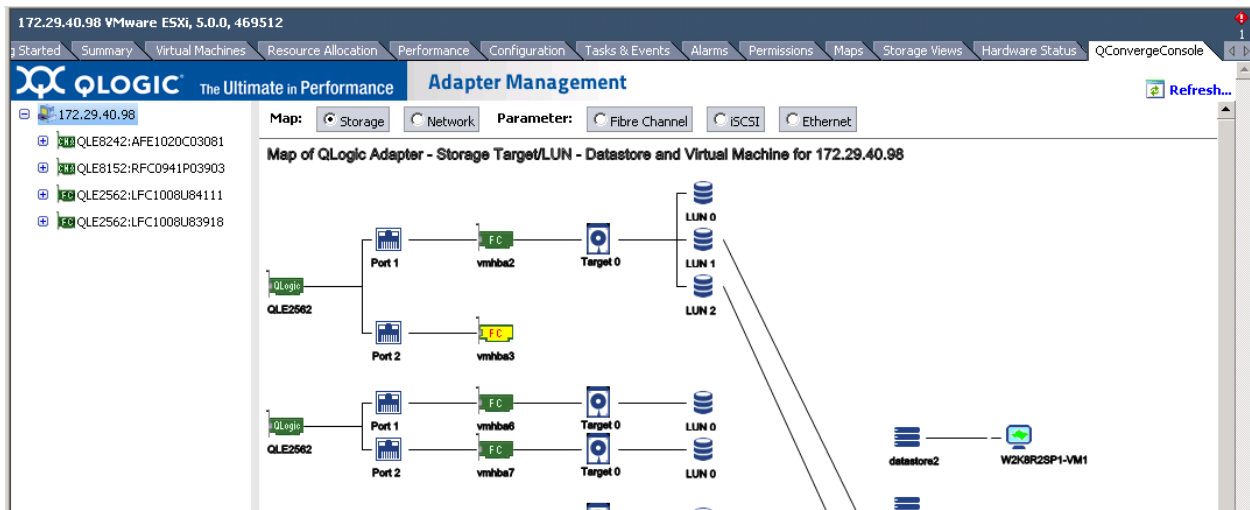 172.29.40.98 VMware ESXi, 5.0.0, 469512
g Started Summary Virtual Machines Resource Allocation Performance Configuration Tasks & Events Alarms Permissions Maps Storage Views Hardware Status QConvergeConsole
1
QLOGIC The Ultimate in Performance Adapter Management
Refresh...
172.29.40.98
QLE8242:AFE1020C03081
QLE8152:RFC0941P03903
QLE2562:LFC1008U84111
QLE2562:LFC1008U83918
Map: Storage Network Parameter: Fibre Channel iSCSI Ethernet
Map of QLogic Adapter - Storage Target/LUN - Datastore and Virtual Machine for 172.29.40.98
LUN 0
FC
Port 1 vmhba2 Target 0 LUN 1
QLogic
QLE2562 LUN 2
FC
Port 2 vmhba3
FC
Port 1 vmhba6 Target 0 LUN 0
QLogic
QLE2562
FC
Port 2 vmhba7 Target 0 LUN 0
datastore2 W2K8R2SP1-VM1